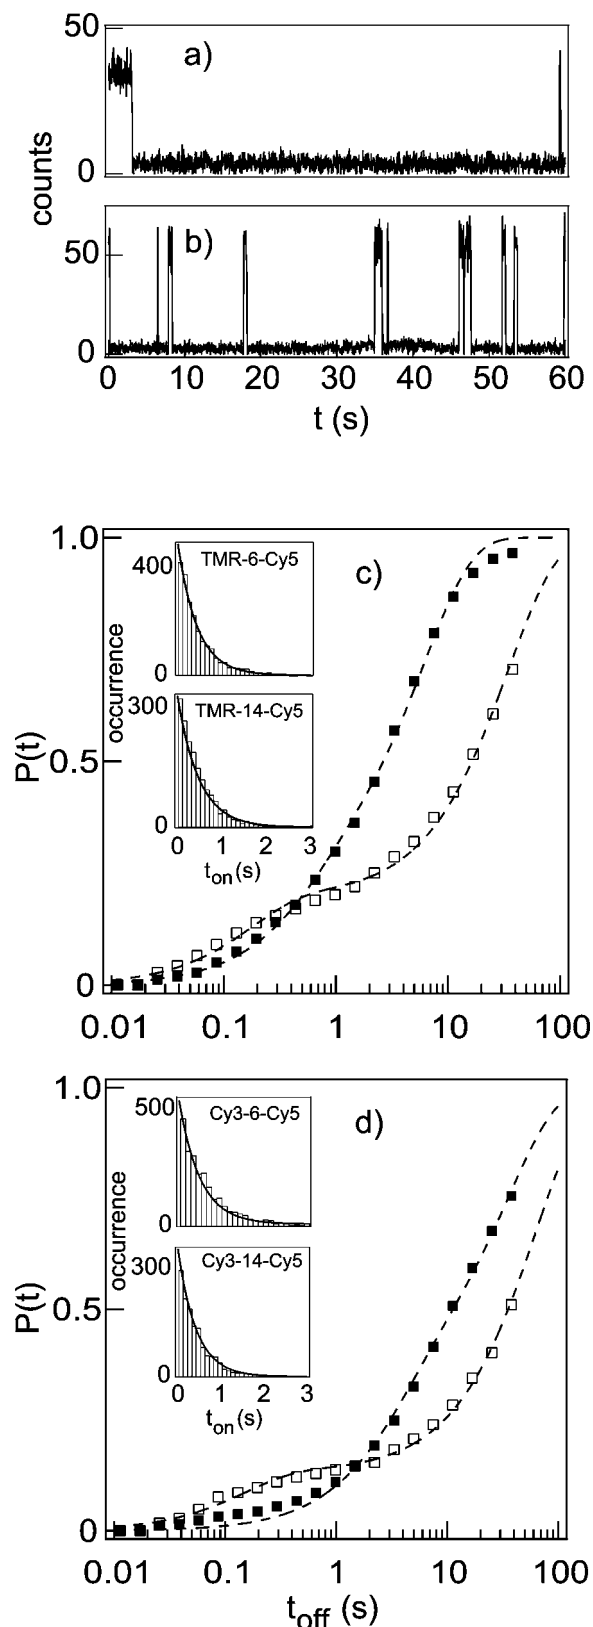 50
a)
0
counts
b)
50
0
0 10 20 30 40 50 60
t (s)
1.0
400
TMR-6-Cy5
c)
0
occurrence
300
TMR-14-Cy5
P(t)
0.5
0
0 1 2 3
ton (s)
0
0.01 0.1 1 10 100
1.0
500
Cy3-6-Cy5
d)
0
occurrence
300
Cy3-14-Cy5
P(t)
0.5
0
0 1 2 3
ton (s)
0
0.01 0.1 1 10 100
toff (s)